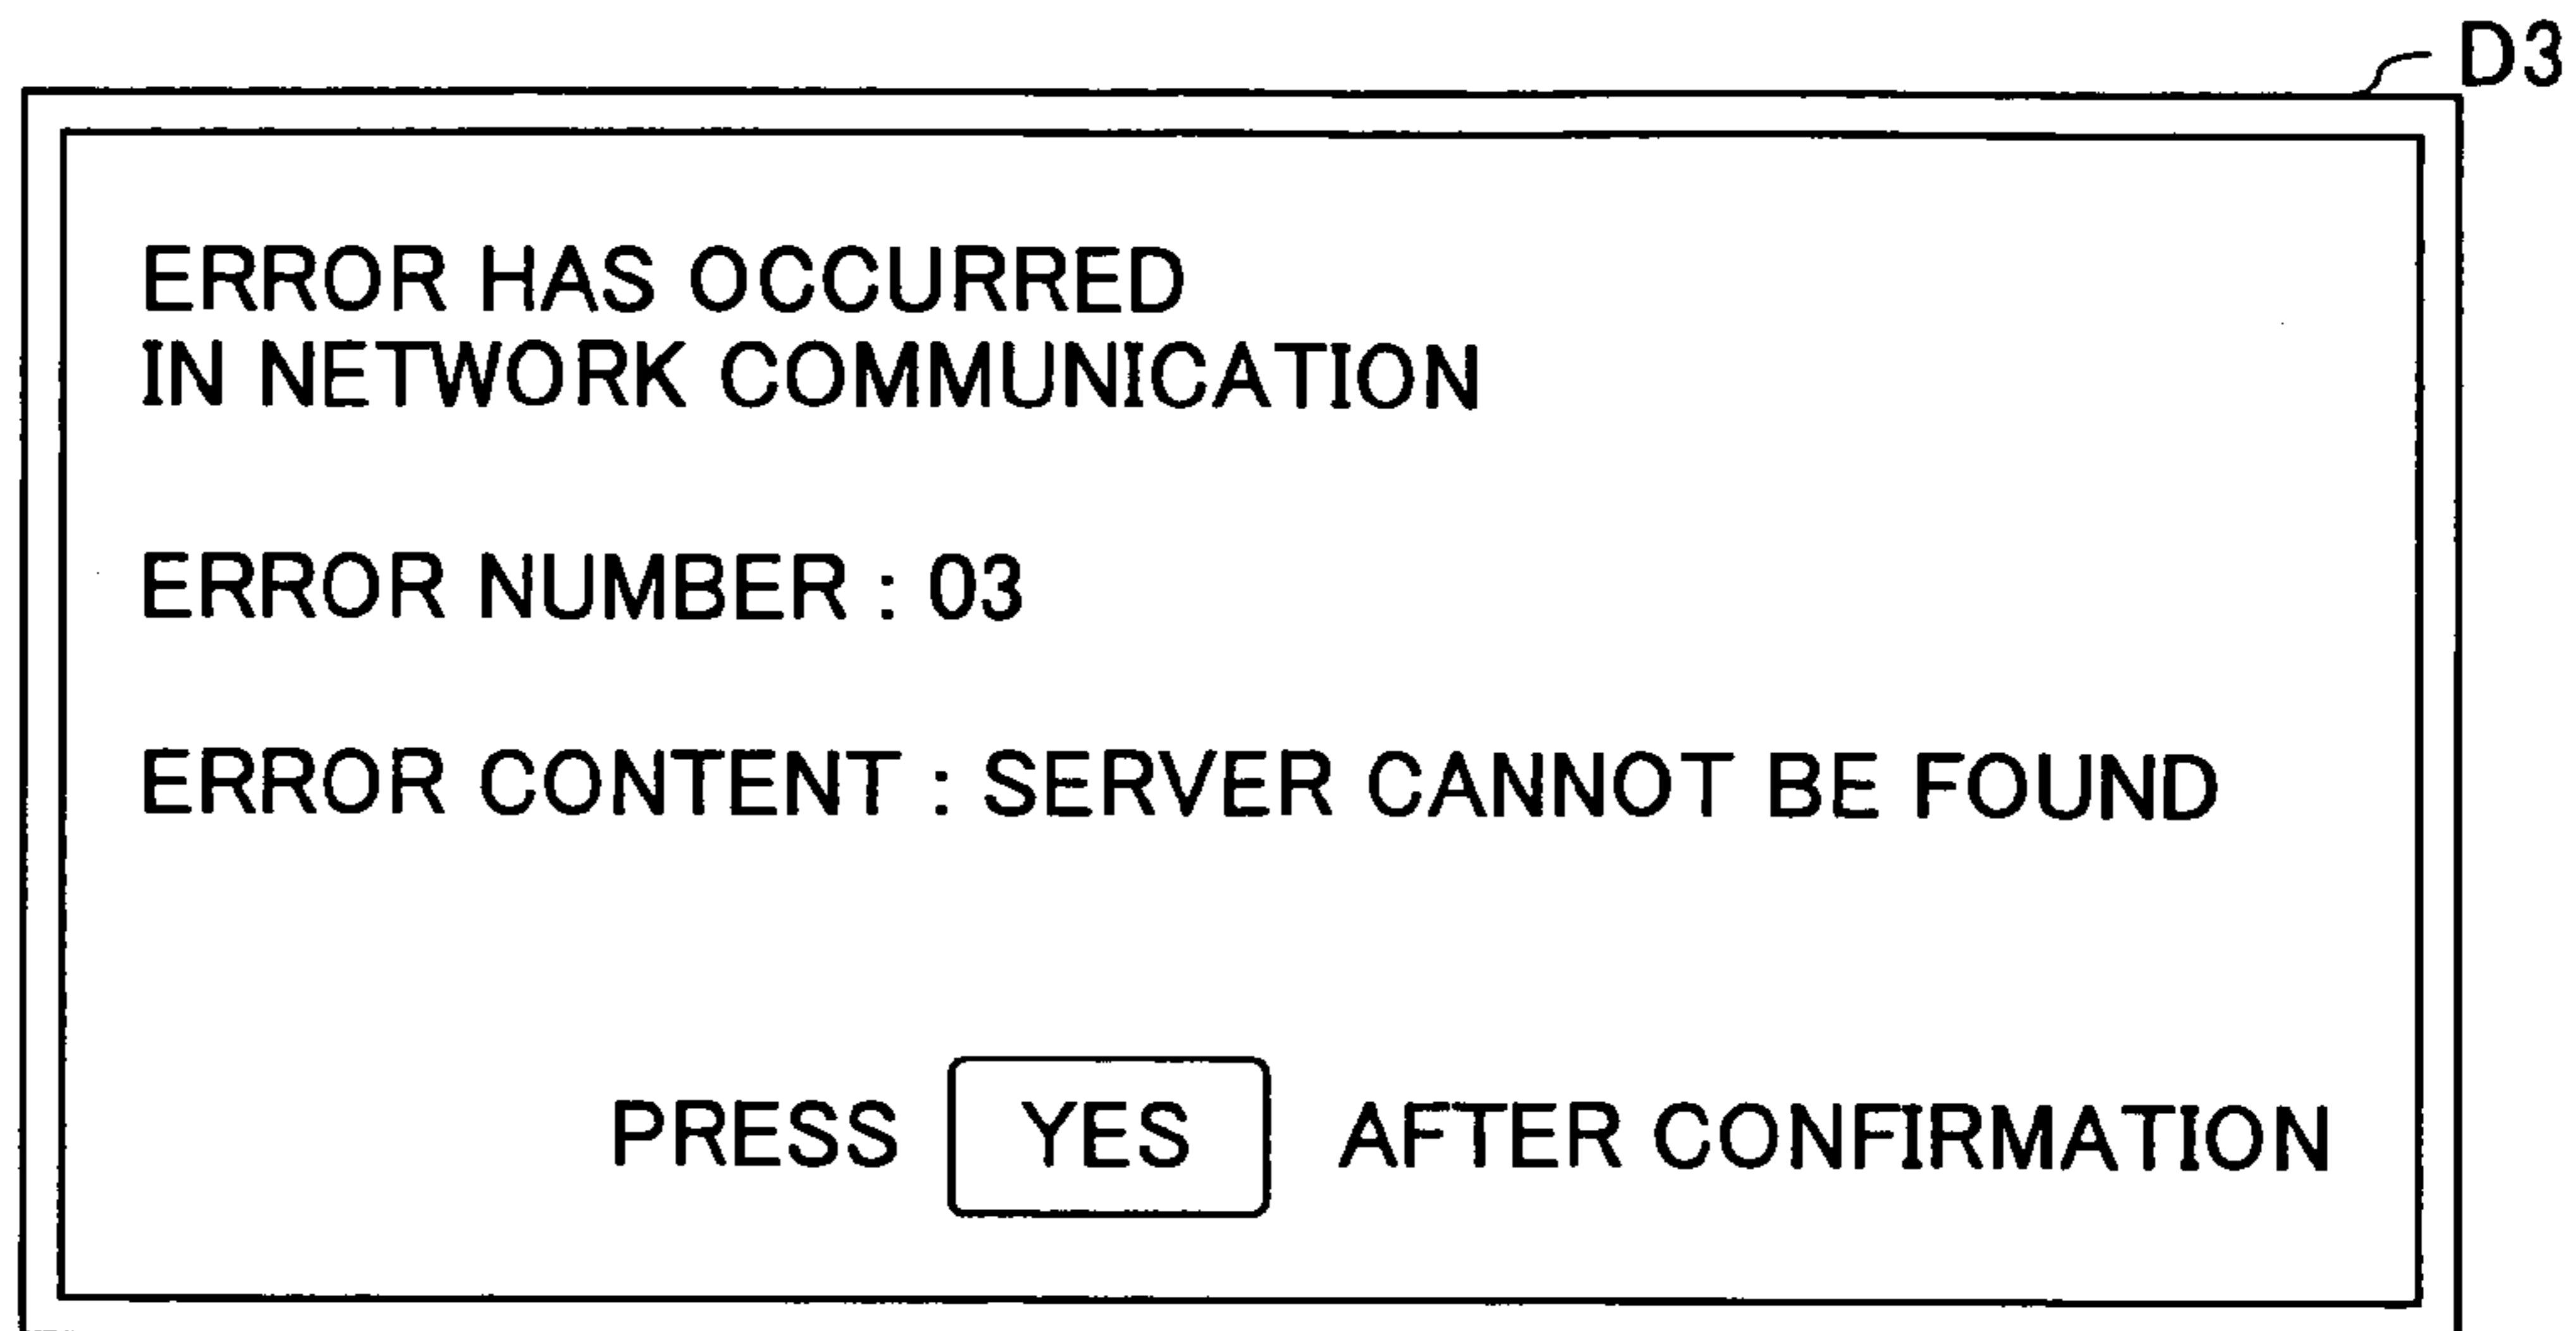 D3
ERROR HAS OCCURRED
IN NETWORK COMMUNICATION
ERROR NUMBER : 03
ERROR CONTENT : SERVER CANNOT BE FOUND
PRESS YES AFTER CONFIRMATION